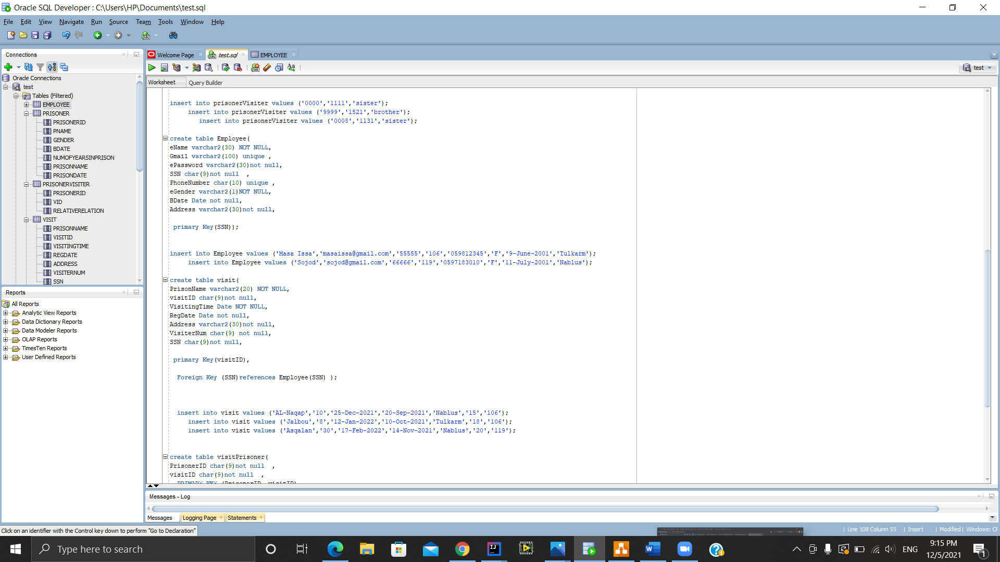 Oracle SQL Developer : C:\Users\HP\Documents\test.sql
File Edit View Navigate Run Source Team Tools Window Help
Connections
Oracle Connections
test
Tables (Filtered)
EMPLOYEE
PRISONER
PRISONERID
PNAME
GENDER
BDATE
NUMOFYEARSINPRISON
PRISONNAME
PRISONDATE
PRISONERVISITER
PRISONERID
VID
RELATIVERELATION
VISIT
PRISONNAME
VISITID
VISITINGTIME
REGDATE
ADDRESS
VISITERNUM
SSN
Reports
All Reports
Analytic View Reports
Data Dictionary Reports
Data Modeler Reports
OLAP Reports
TimesTen Reports
User Defined Reports
Welcome Page test.sql EMPLOYEE
test
Worksheet Query Builder
insert into prisonerVisiter values ('0000','1111','sister');
insert into prisonerVisiter values ('9999','1521','brother');
insert into prisonerVisiter values ('0008','1131','sister');
create table Employee(
eName varchar2(30) NOT NULL,
Gmail varchar2(100) unique ,
ePassword varchar2(30)not null,
SSN char(9)not null  ,
PhoneNumber char(10) unique ,
eGender varchar2(1)NOT NULL,
BDate Date not null,
Address varchar2(30)not null,
primary Key(SSN));
insert into Employee values ('Masa Issa','masaissa@gmail.com','55555','106','059812345','F','9-June-2001','Tulkarm');
insert into Employee values ('Sojod','sojod@gmail.com','66666','119','0597183010','F','11-July-2001','Nablus');
create table visit(
PrisonName varchar2(20) NOT NULL,
visitID char(9)not null,
VisitingTime Date NOT NULL,
RegDate Date not null,
Address varchar2(30)not null,
VisiterNum char(9) not null,
SSN char(9)not null,
primary Key(visitID),
Foreign Key (SSN)references Employee(SSN) );
insert into visit values ('AL-Naqap','10','25-Dec-2021','20-Sep-2021','Nablus','15','106');
insert into visit values ('Jalbou','8','12-Jan-2022','10-Oct-2021','Tulkarm','18','106');
insert into visit values ('Asqalan','30','17-Feb-2022','14-Nov-2021','Nablus','20','119');
create table visitPrisoner(
PrisonerID char(9)not null  ,
visitID char(9)not null  ,
PRIMARY KEY (PrisonerID, visitID)
Messages - Log
Messages Logging Page Statements
Click on an identifier with the Control key down to perform "Go to Declaration"
Line 108 Column 55 Insert Modified Windows: CF
Type here to search
ENG
9:15 PM
12/5/2021
1